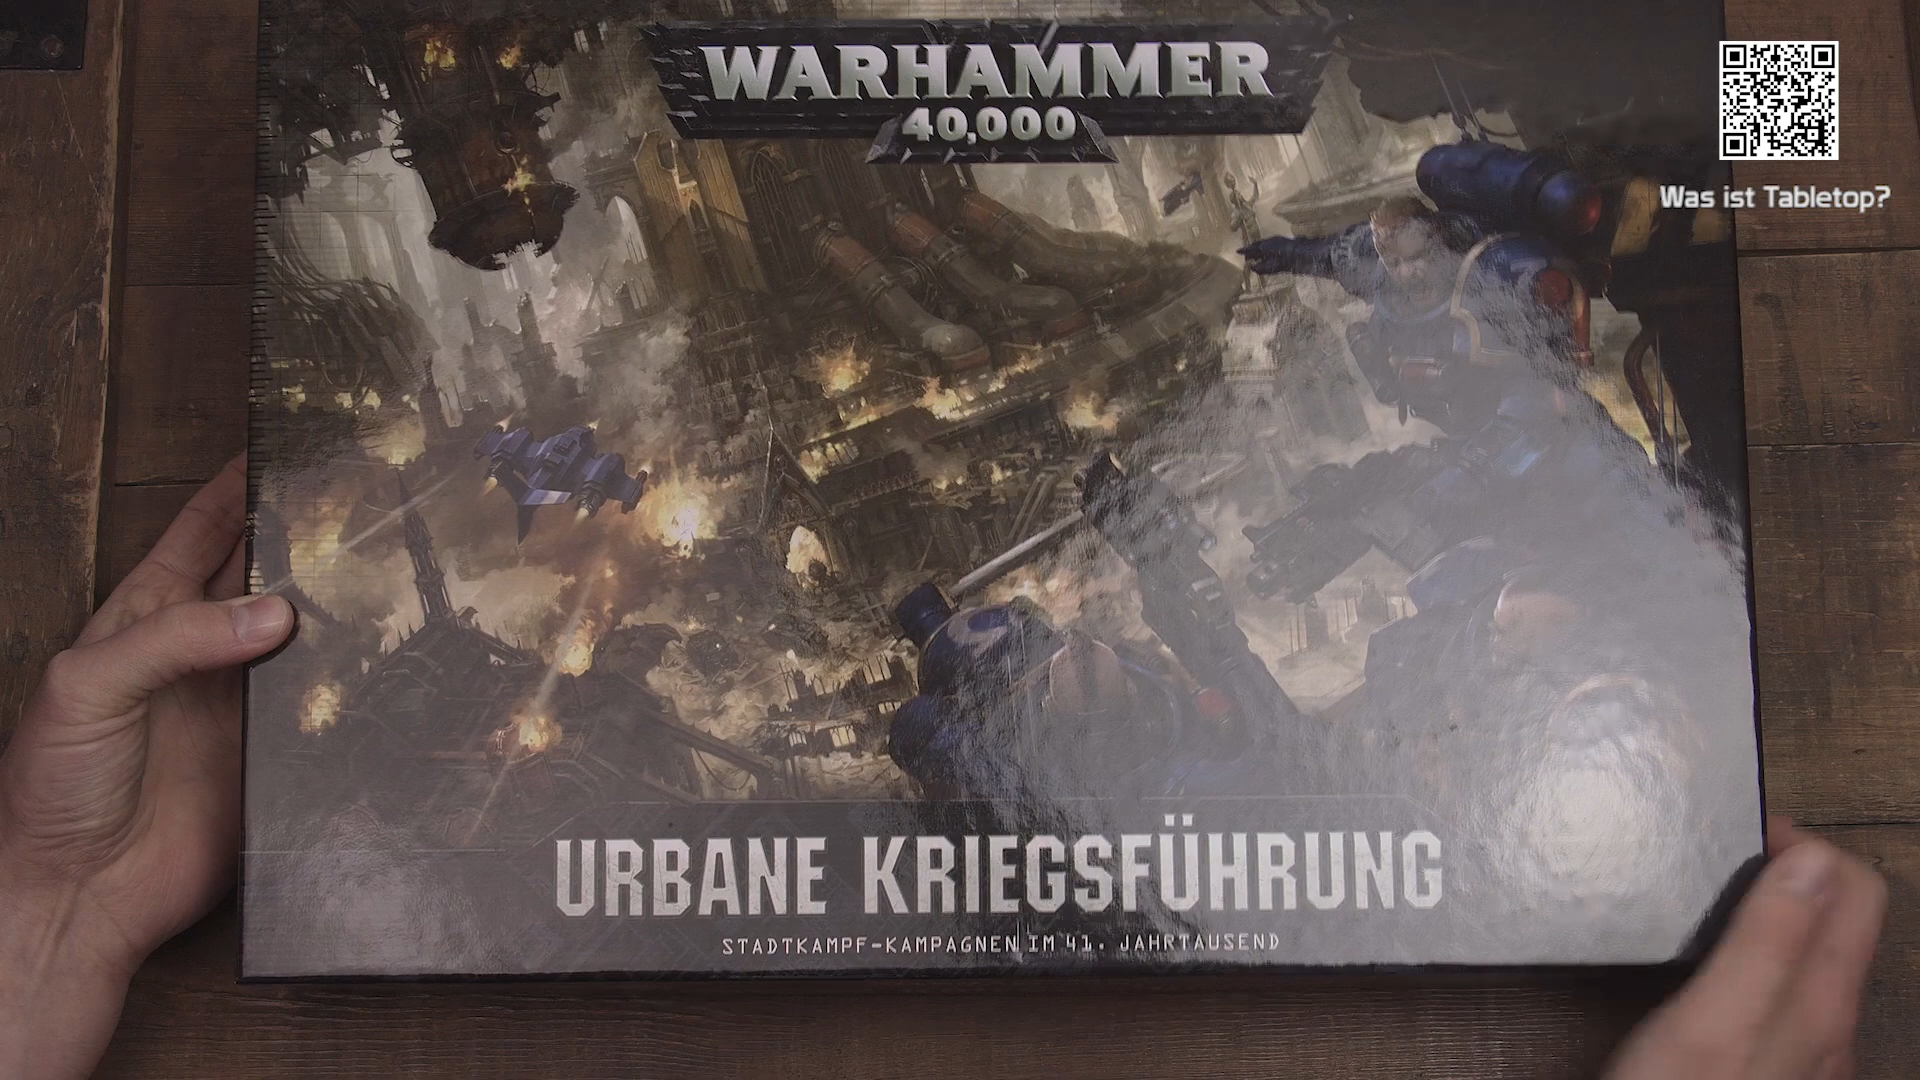 WARHAMMER
40,000
Was ist Tabletop?
URBANE KRIEGSFÜHRUNG
STADTKAMPF-KAMPAGNEN IM 41. JAHRTAUSEND